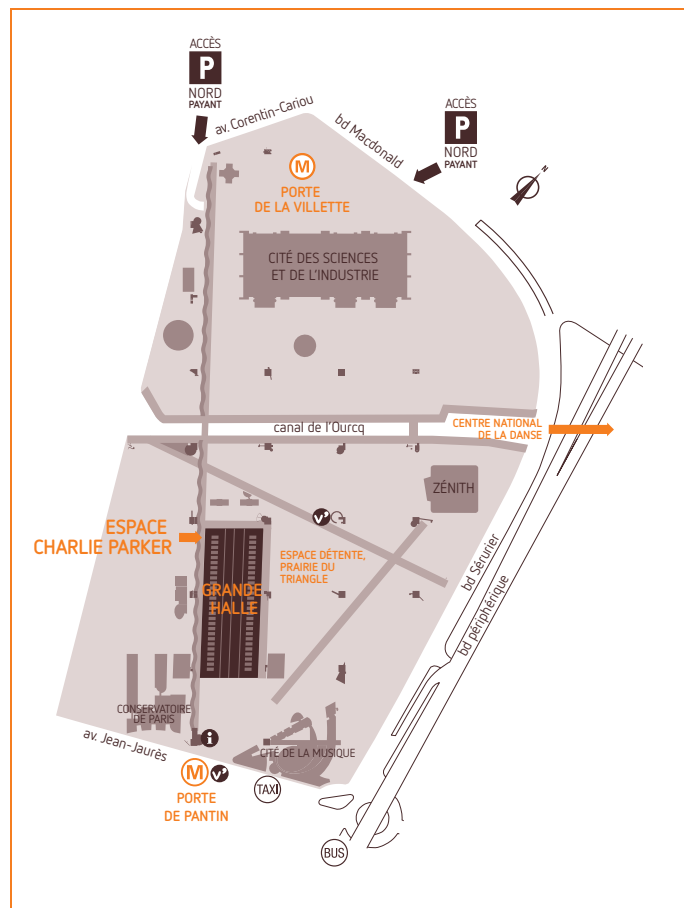 ACCÈS
P
NORD
PAYANT
av. Corentin-Cariou
bd Macdonald
ACCÈS
P
NORD
PAYANT
N
M
PORTE
DE LA VILLETTE
CITÉ DES SCIENCES
ET DE L'INDUSTRIE
canal de l'Ourcq
CENTRE NATIONAL
DE LA DANSE
ZÉNITH
v'
ESPACE
CHARLIE PARKER
ESPACE DÉTENTE,
PRAIRIE DU
TRIANGLE
GRANDE
HALLE
bd Sérurier
bd périphérique
CONSERVATOIRE
DE PARIS
av. Jean-Jaurès
i
CITÉ DE LA MUSIQUE
M
v'
PORTE
DE PANTIN
TAXI
BUS